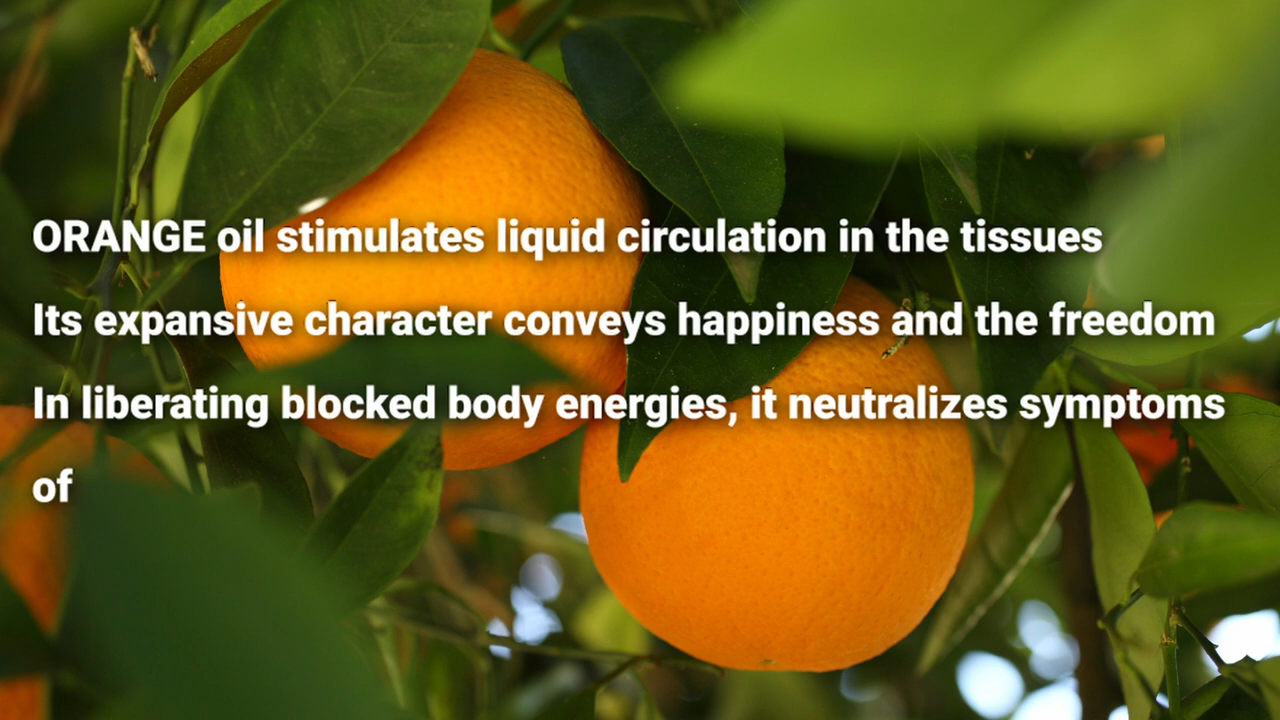 ORANGE oil stimulates liquid circulation in the tissues
Its expansive character conveys happiness and the freedom
In liberating blocked body energies, it neutralizes symptoms
of